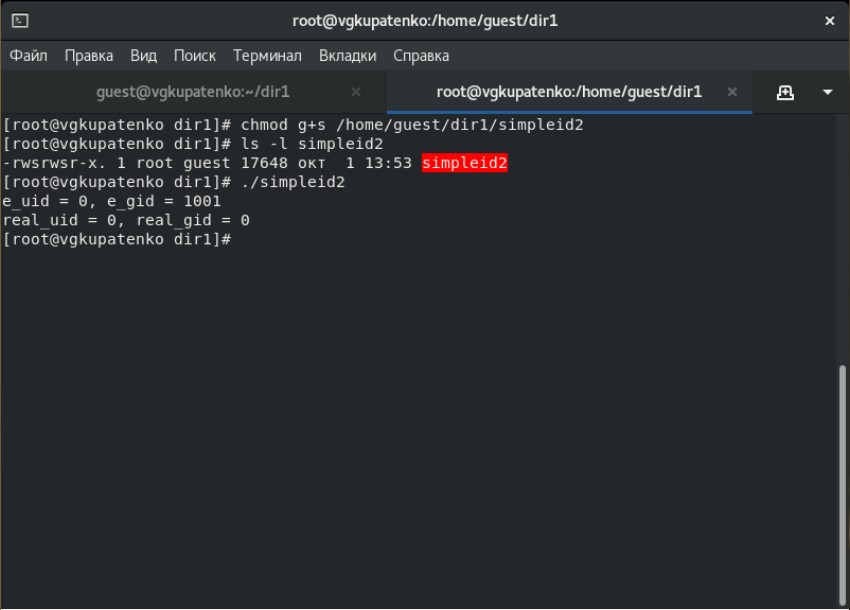 root@vgkupatenko:/home/guest/dir1
Файл Правка Вид Поиск Терминал Вкладки Справка
guest@vgkupatenko:~/dir1 root@vgkupatenko:/home/guest/dir1
[root@vgkupatenko dir1]# chmod g+s /home/guest/dir1/simpleid2
[root@vgkupatenko dir1]# ls -l simpleid2
-rwsrwsr-x. 1 root guest 17648 окт  1 13:53 simpleid2
[root@vgkupatenko dir1]# ./simpleid2
e_uid = 0, e_gid = 1001
real_uid = 0, real_gid = 0
[root@vgkupatenko dir1]#